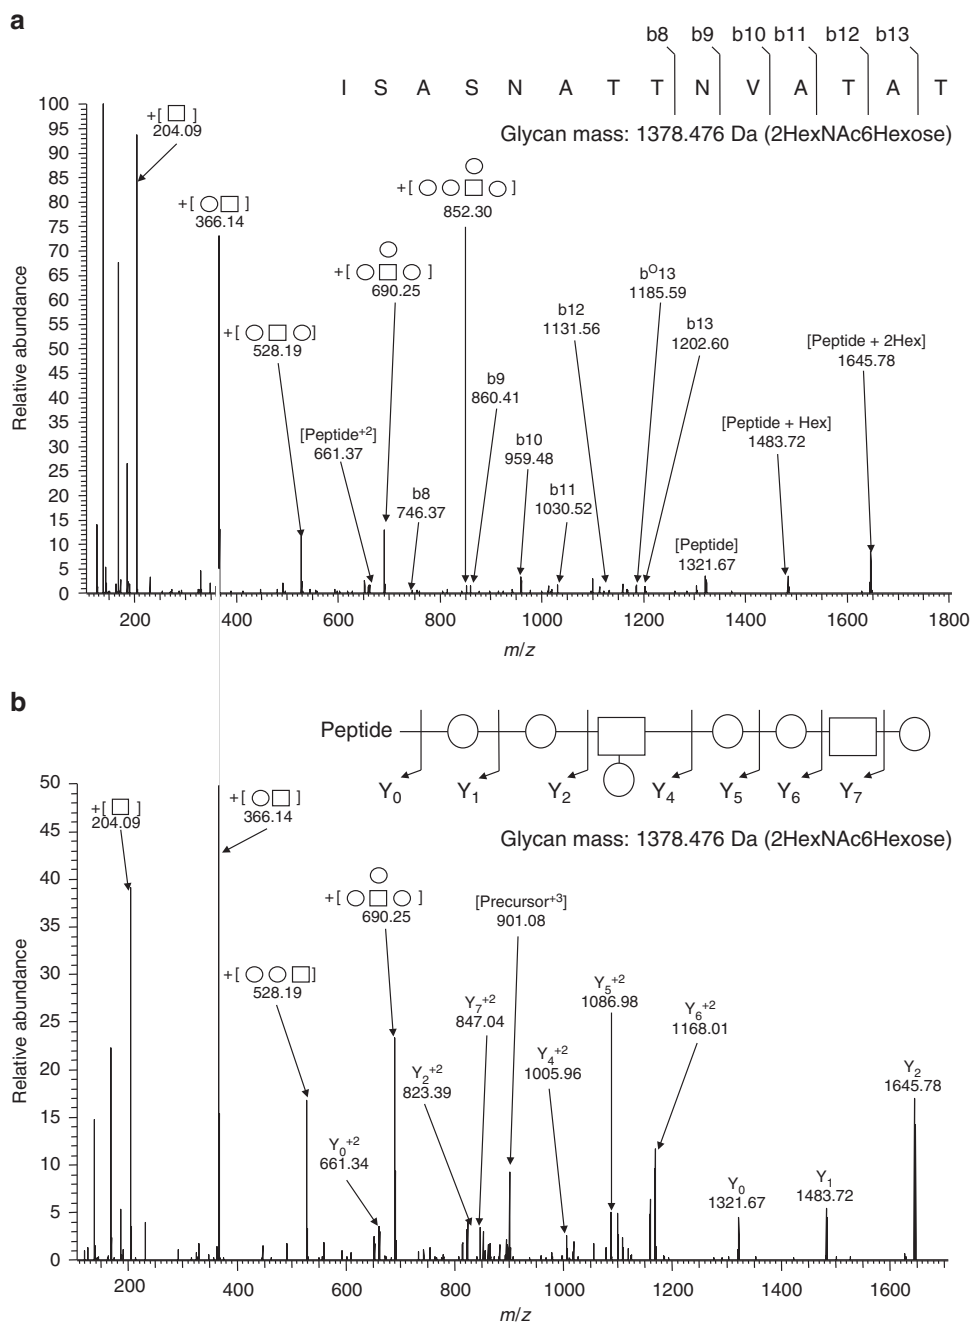 a
b8 b9 b10 b11 b12 b13
I S A S N A T T N V A T A T
Glycan mass: 1378.476 Da (2HexNAc6Hexose)
+[ ]
204.09
+[ ]
366.14
+[ ]
528.19
+[ ]
690.25
+[ ]
852.30
[Peptide+2]
661.37
b8
746.37
b9
860.41
b10
959.48
b11
1030.52
b12
1131.56
bO13
1185.59
b13
1202.60
[Peptide]
1321.67
[Peptide + Hex]
1483.72
[Peptide + 2Hex]
1645.78
Relative abundance
100
95
90
85
80
75
70
65
60
55
50
45
40
35
30
25
20
15
10
5
0
200 400 600 800 1000 1200 1400 1600 1800
m/z
b
Peptide
Y0 Y1 Y2 Y4 Y5 Y6 Y7
Glycan mass: 1378.476 Da (2HexNAc6Hexose)
+[ ]
204.09
+[ ]
366.14
+[ ]
528.19
+[ ]
690.25
[Precursor+3]
901.08
Y0+2
661.34
Y2+2
823.39
Y7+2
847.04
Y4+2
1005.96
Y5+2
1086.98
Y6+2
1168.01
Y0
1321.67
Y1
1483.72
Y2
1645.78
Relative abundance
50
45
40
35
30
25
20
15
10
5
0
200 400 600 800 1000 1200 1400 1600
m/z